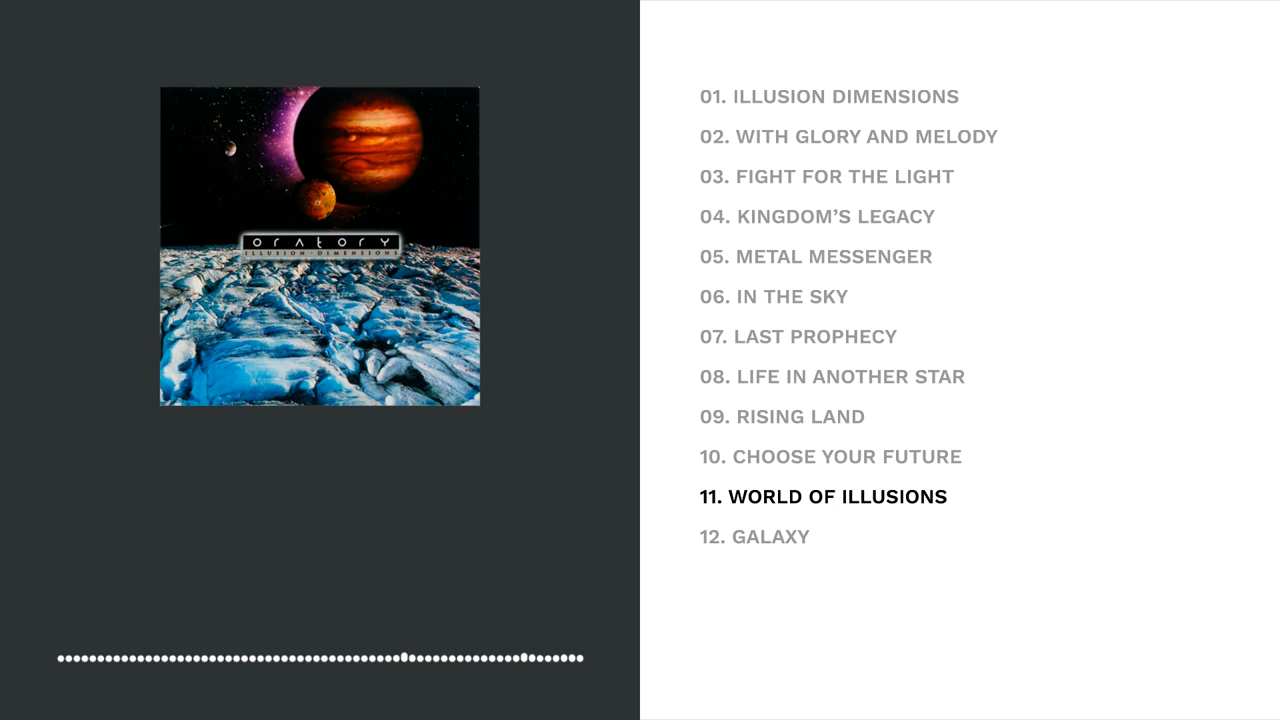 oratory
ILLUSION DIMENSIONS
01. ILLUSION DIMENSIONS
02. WITH GLORY AND MELODY
03. FIGHT FOR THE LIGHT
04. KINGDOM’S LEGACY
05. METAL MESSENGER
06. IN THE SKY
07. LAST PROPHECY
08. LIFE IN ANOTHER STAR
09. RISING LAND
10. CHOOSE YOUR FUTURE
11. WORLD OF ILLUSIONS
12. GALAXY